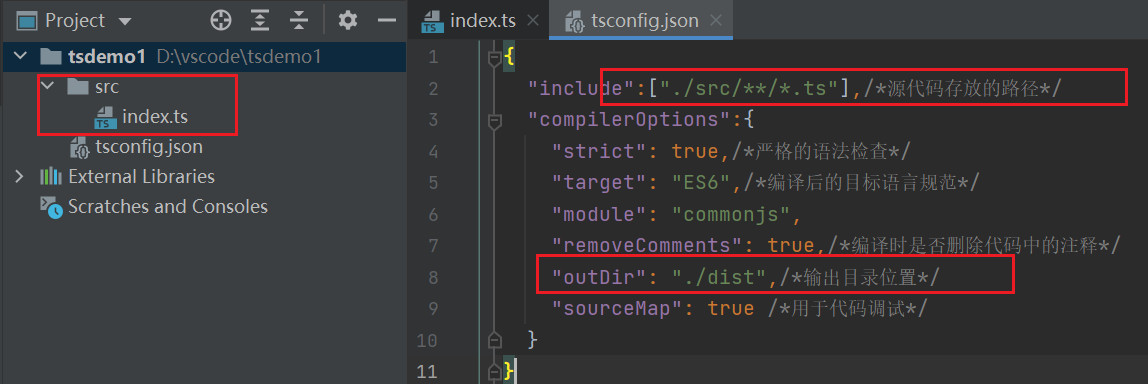 Project
tsdemo1 D:\vscode\tsdemo1
src
index.ts
tsconfig.json
External Libraries
Scratches and Consoles
index.ts
tsconfig.json
1 {
2 "include":["./src/**/*.ts"],/*源代码存放的路径*/
3 "compilerOptions":{
4 "strict": true,/*严格的语法检查*/
5 "target": "ES6",/*编译后的目标语言规范*/
6 "module": "commonjs",
7 "removeComments": true,/*编译时是否删除代码中的注释*/
8 "outDir": "./dist",/*输出目录位置*/
9 "sourceMap": true /*用于代码调试*/
10 }
11 }